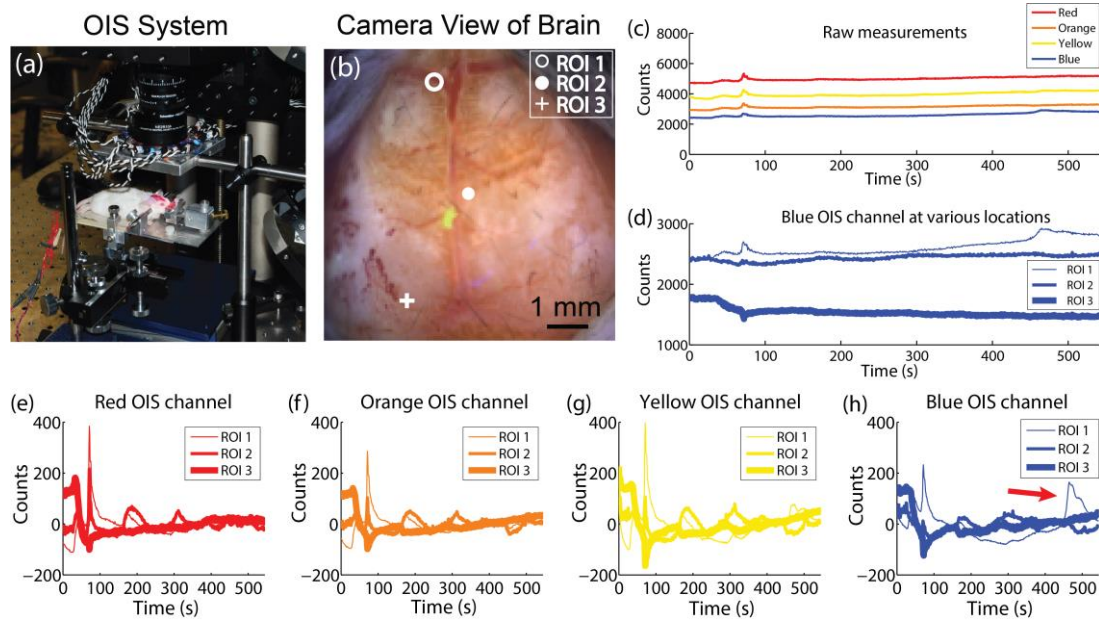 OIS System
Camera View of Brain
(a)
(b)
ROI 1
ROI 2
ROI 3
1 mm
(c)
Raw measurements
Red
Orange
Yellow
Blue
Counts
8000
6000
4000
2000
0
0 100 200 300 400 500
Time (s)
(d)
Blue OIS channel at various locations
Counts
3000
2000
1000
ROI 1
ROI 2
ROI 3
0 100 200 300 400 500
Time (s)
(e)
Red OIS channel
Counts
400
200
0
−200
ROI 1
ROI 2
ROI 3
0 100 200 300 400 500
Time (s)
(f)
Orange OIS channel
400
200
0
−200
ROI 1
ROI 2
ROI 3
0 100 200 300 400 500
Time (s)
(g)
Yellow OIS channel
400
200
0
−200
ROI 1
ROI 2
ROI 3
0 100 200 300 400 500
Time (s)
(h)
Blue OIS channel
400
200
0
−200
ROI 1
ROI 2
ROI 3
0 100 200 300 400 500
Time (s)